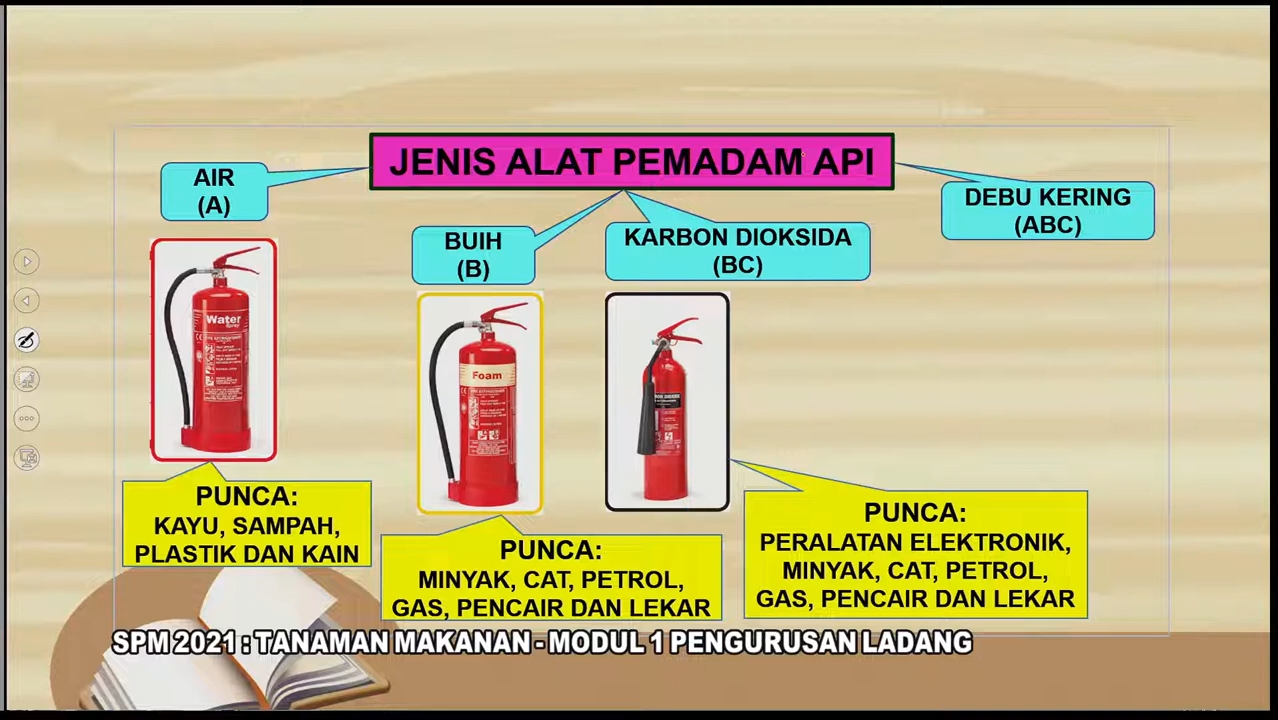 JENIS ALAT PEMADAM API
AIR
(A)
BUIH
(B)
KARBON DIOKSIDA
(BC)
DEBU KERING
(ABC)
Water
Spray
Foam
PUNCA:
KAYU, SAMPAH,
PLASTIK DAN KAIN
PUNCA:
MINYAK, CAT, PETROL,
GAS, PENCAIR DAN LEKAR
PUNCA:
PERALATAN ELEKTRONIK,
MINYAK, CAT, PETROL,
GAS, PENCAIR DAN LEKAR
SPM 2021 : TANAMAN MAKANAN - MODUL 1 PENGURUSAN LADANG